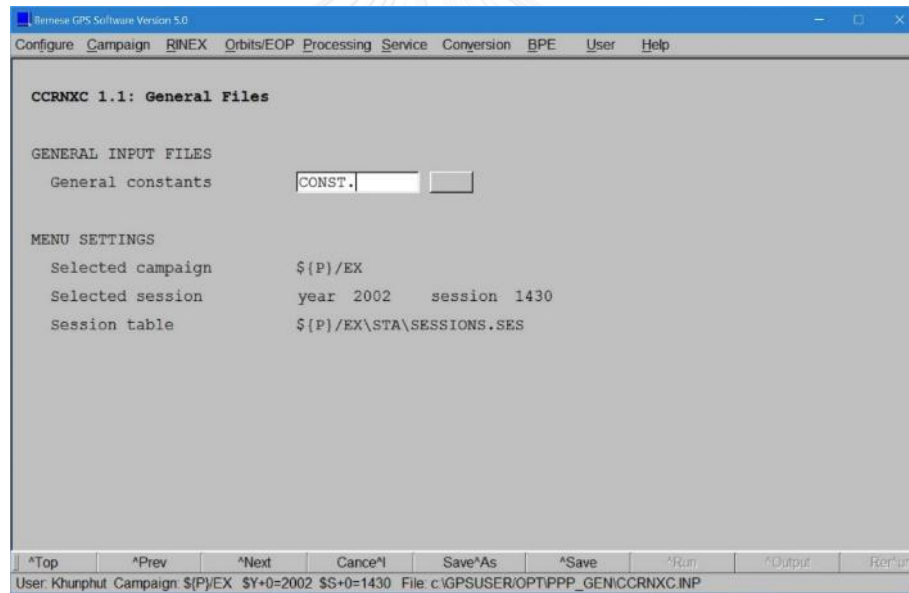 Bernese GPS Software Version 5.0
Configure Campaign RINEX Orbits/EOP Processing Service Conversion BPE User Help
CCRNXC 1.1: General Files
GENERAL INPUT FILES
General constants CONST.
MENU SETTINGS
Selected campaign ${P}/EX
Selected session year 2002 session 1430
Session table ${P}/EX\STA\SESSIONS.SES
^Top ^Prev ^Next Cance^l Save^As ^Save ^Run ^Output Rer^un
User: Khunphut Campaign: ${P}/EX $Y+0=2002 $S+0=1430 File: c:\GPSUSER/OPT\PPP_GEN\CCRNXC.INP